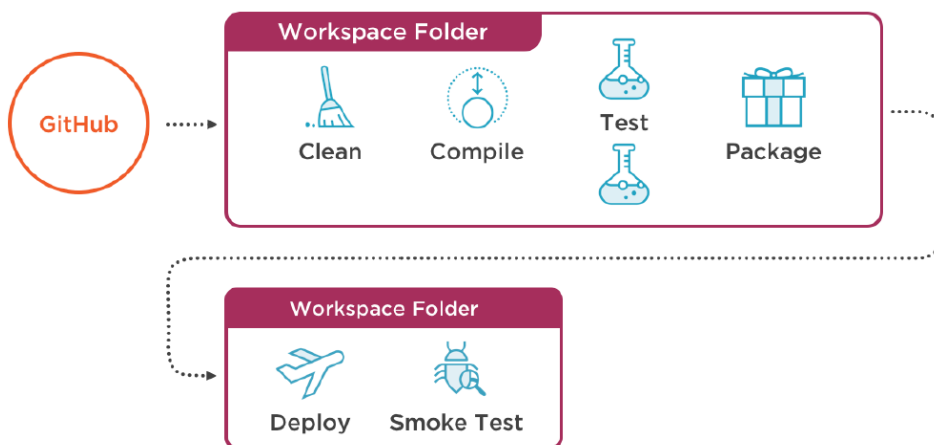 Workspace Folder
GitHub
Clean
Compile
Test
Package
Workspace Folder
Deploy
Smoke Test